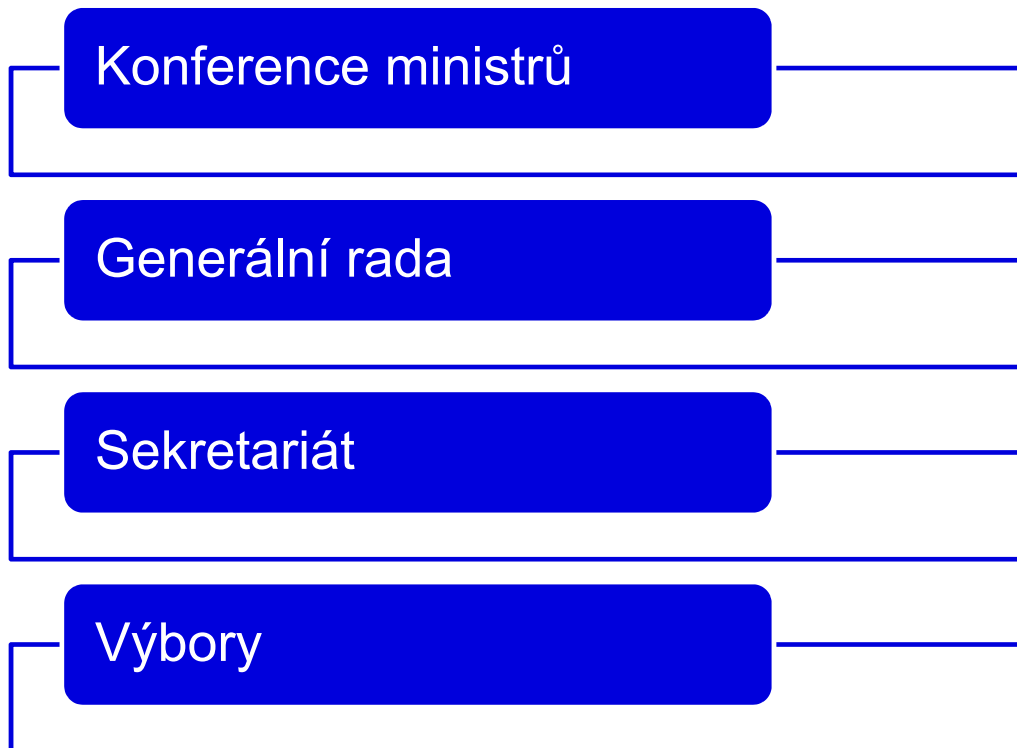 Konference ministrů
Generální rada
Sekretariát
Výbory